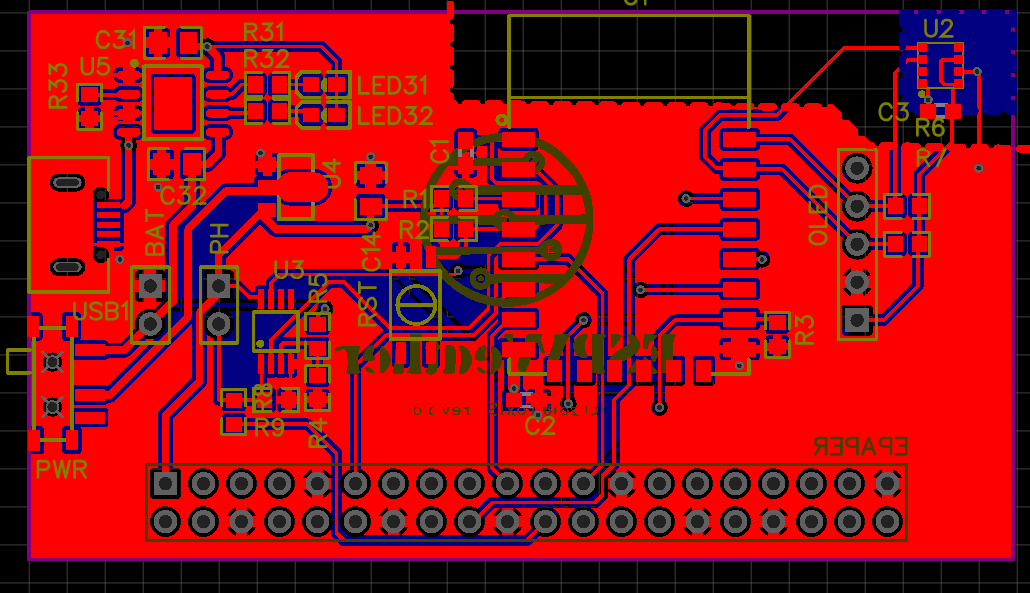 U1
U2
C31
R31
R32
U5
R33
LED31
LED32
C3
R6
R7
C1
U4
C32
R1
R2
OLED
BAT
PH
C14
U3
R5
RST
USB1
R3
R8
R9
R4
C2
PWR
EPAPER